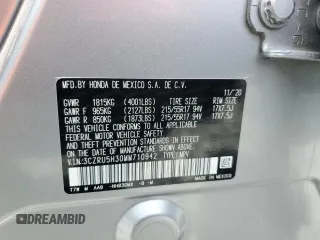 MFD.BY HONDA DE MEXICO S.A. DE C.V. 11/'20
TIRE SIZE RIM SIZE
GVWR 1815KG (4001LBS)
GAWR F 965KG (2127LBS) 215/55R17 94V 17X7.5J
GAWR R 850KG (1873LBS) 215/55R17 94V 17X7.5J
THIS VEHICLE CONFORMS TO ALL APPLICABLE
FEDERAL MOTOR VEHICLE SAFETY AND THEFT
PREVENTION STANDARDS IN EFFECT ON THE DATE
OF MANUFACTURE SHOWN ABOVE.
V.I.N:3CZRU5H30MM710942 TYPE:MPV
MADE IN MEXICO